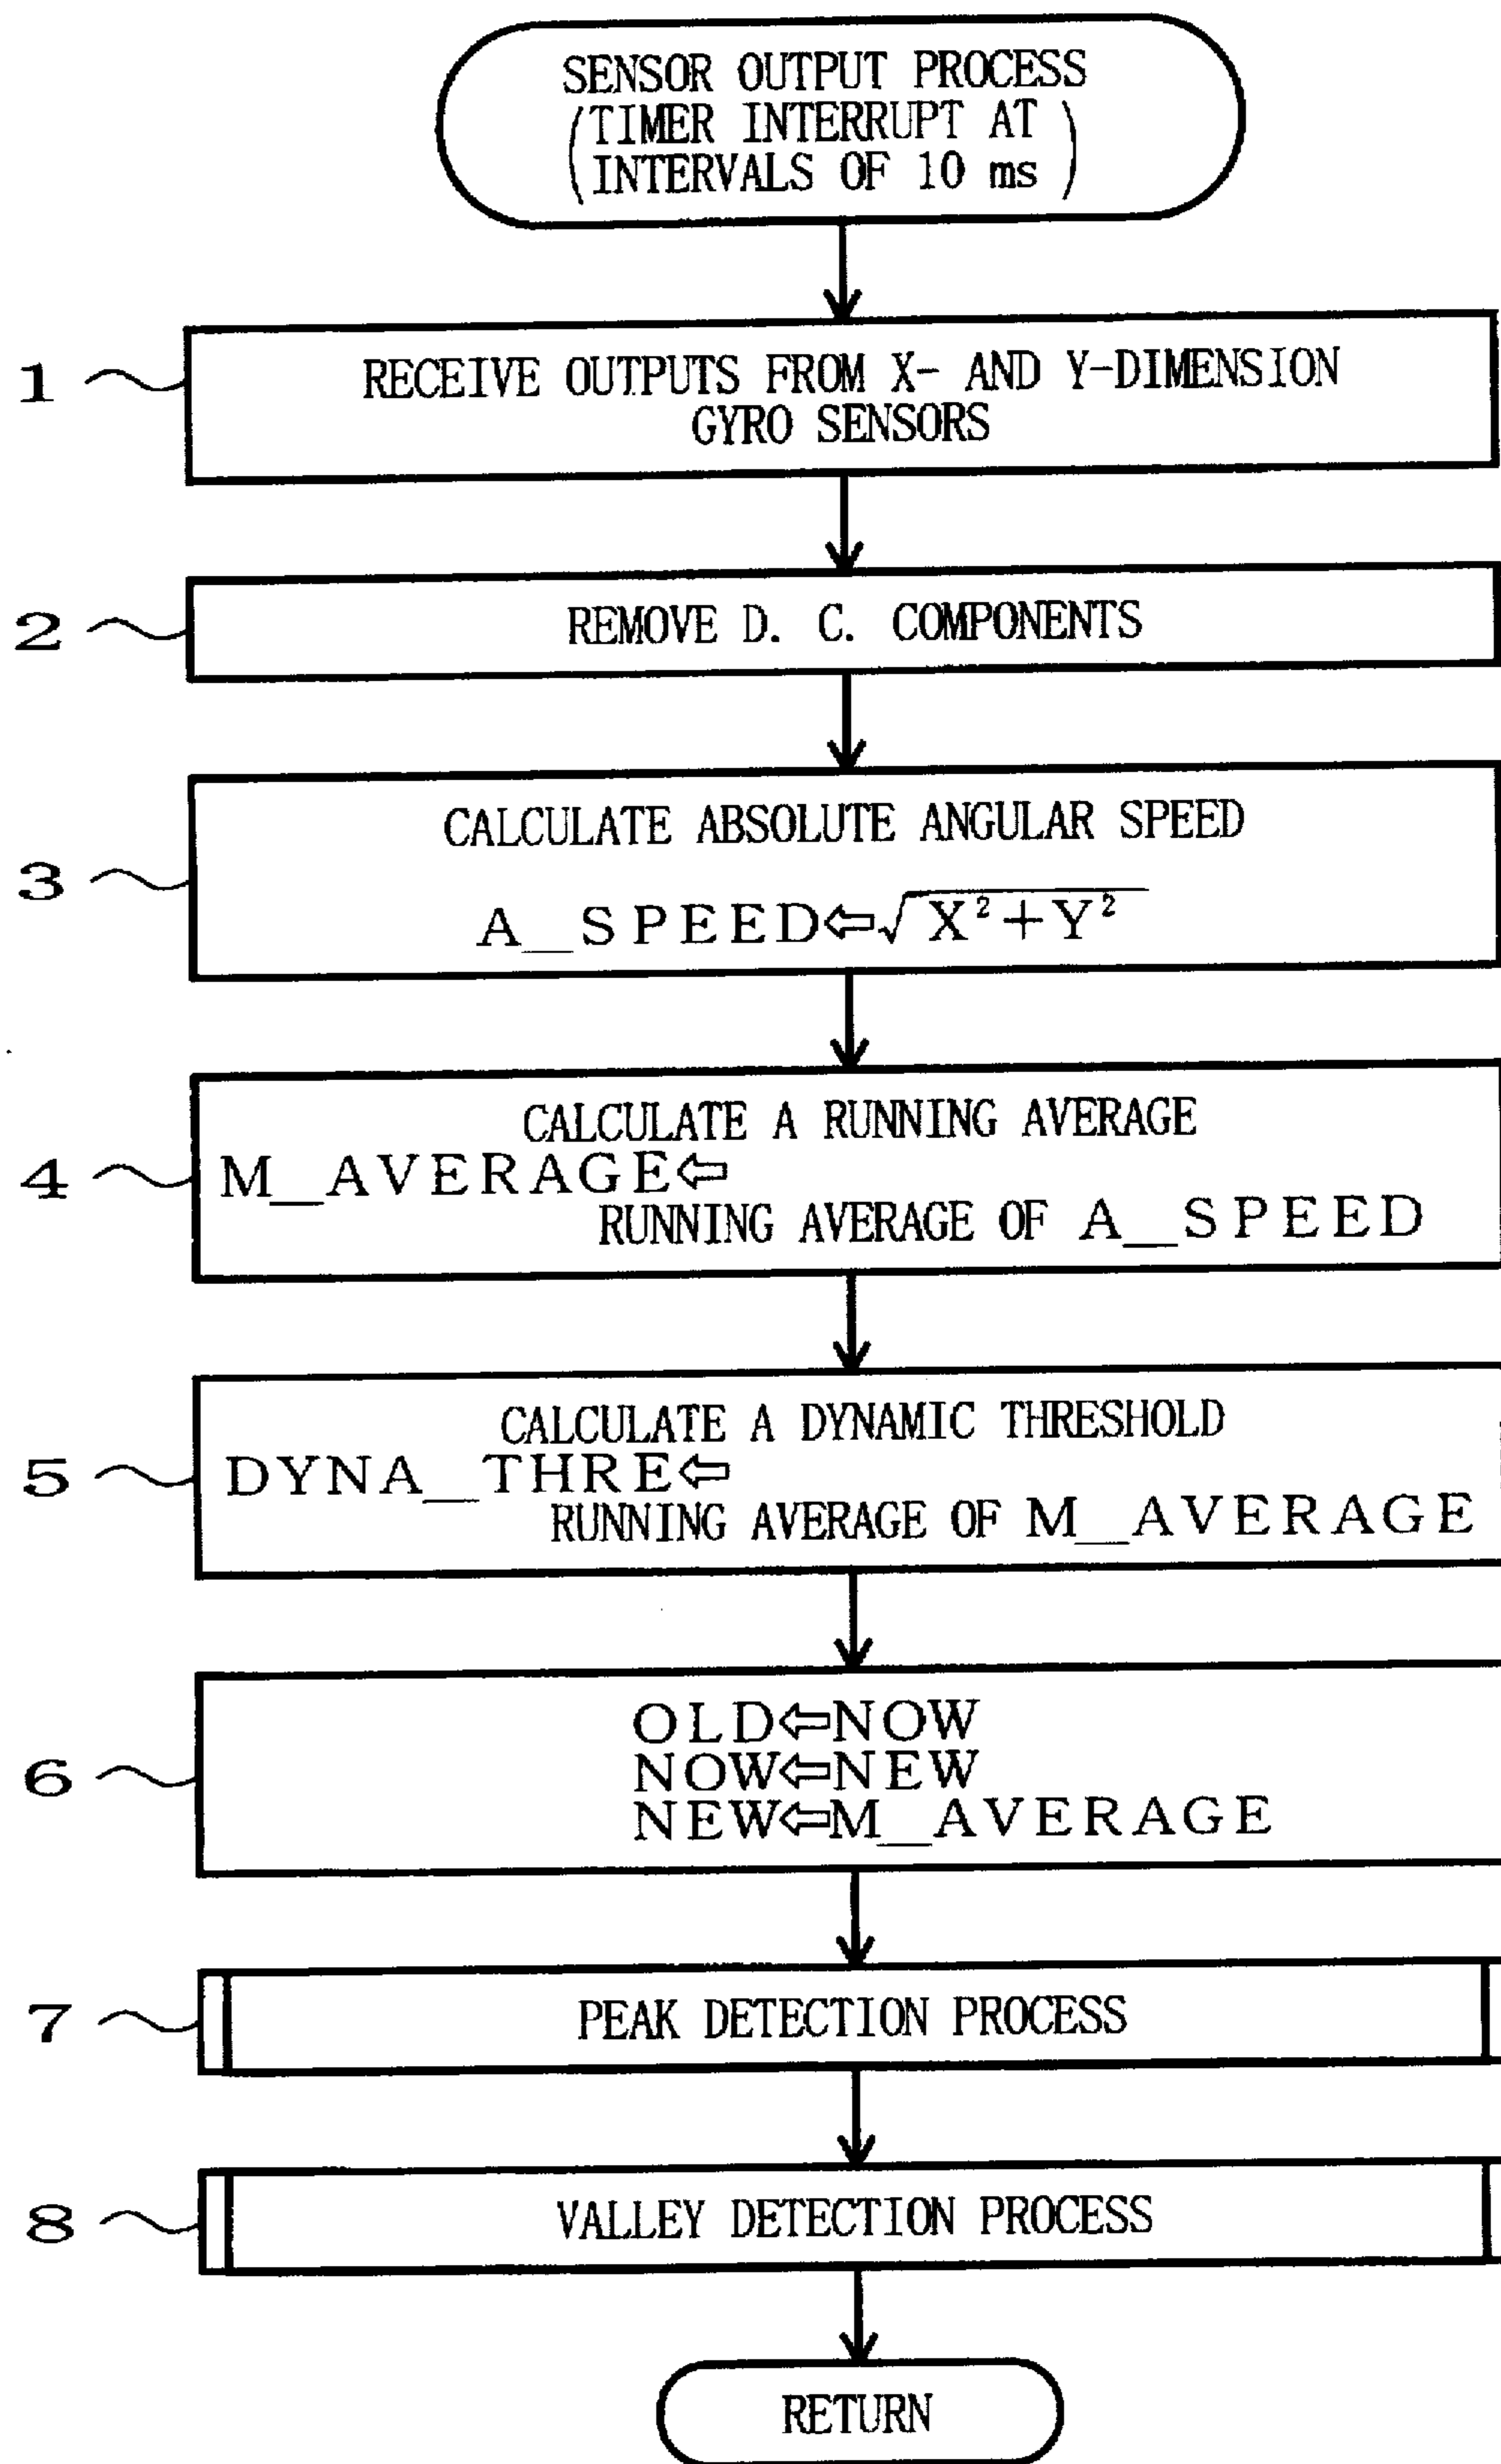 SENSOR OUTPUT PROCESS
(TIMER INTERRUPT AT
INTERVALS OF 10 ms)
1
RECEIVE OUTPUTS FROM X- AND Y-DIMENSION
GYRO SENSORS
2
REMOVE D. C. COMPONENTS
3
CALCULATE ABSOLUTE ANGULAR SPEED
A_SPEED⇦√X²+Y²
4
CALCULATE A RUNNING AVERAGE
M_AVERAGE⇦
RUNNING AVERAGE OF A_SPEED
5
CALCULATE A DYNAMIC THRESHOLD
DYNA_THRE⇦
RUNNING AVERAGE OF M_AVERAGE
6
OLD⇦NOW
NOW⇦NEW
NEW⇦M_AVERAGE
7
PEAK DETECTION PROCESS
8
VALLEY DETECTION PROCESS
RETURN